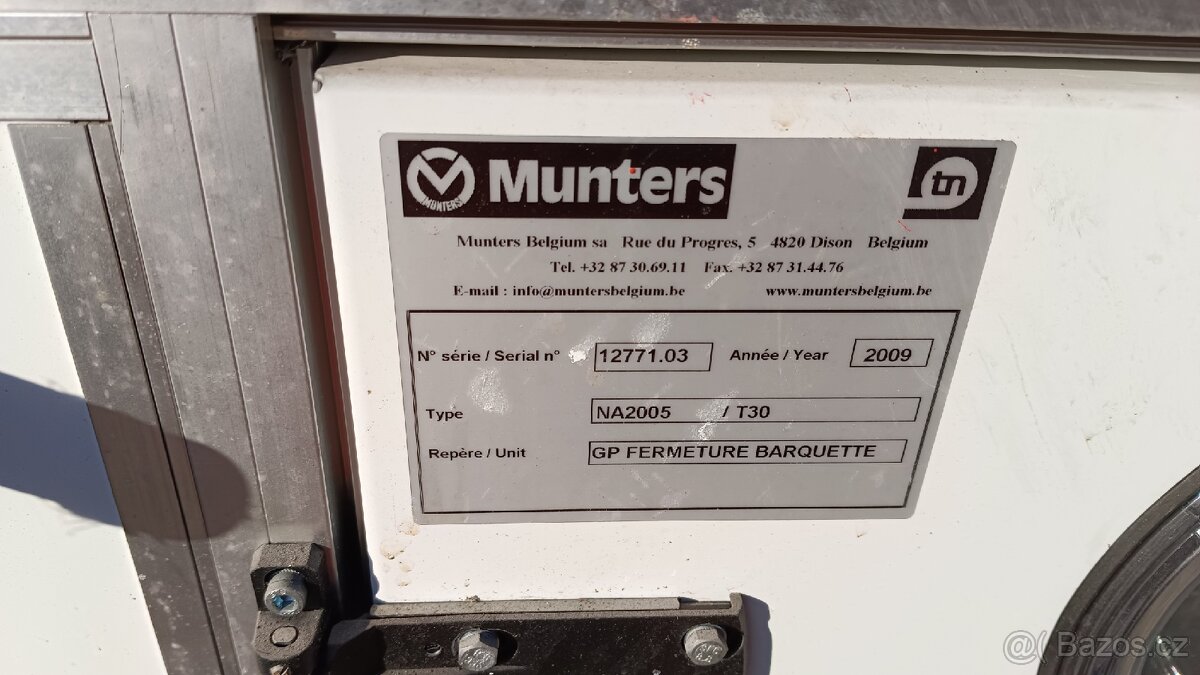 MUNTERS
Munters
tn
Munters Belgium sa Rue du Progres, 5 4820 Dison Belgium
Tel. +32 87 30.69.11 Fax. +32 87 31.44.76
E-mail : info@muntersbelgium.be www.muntersbelgium.be
N° série / Serial n° 12771.03 Année / Year 2009
Type NA2005 / T30
Repère / Unit GP FERMETURE BARQUETTE
@( Bazos.cz